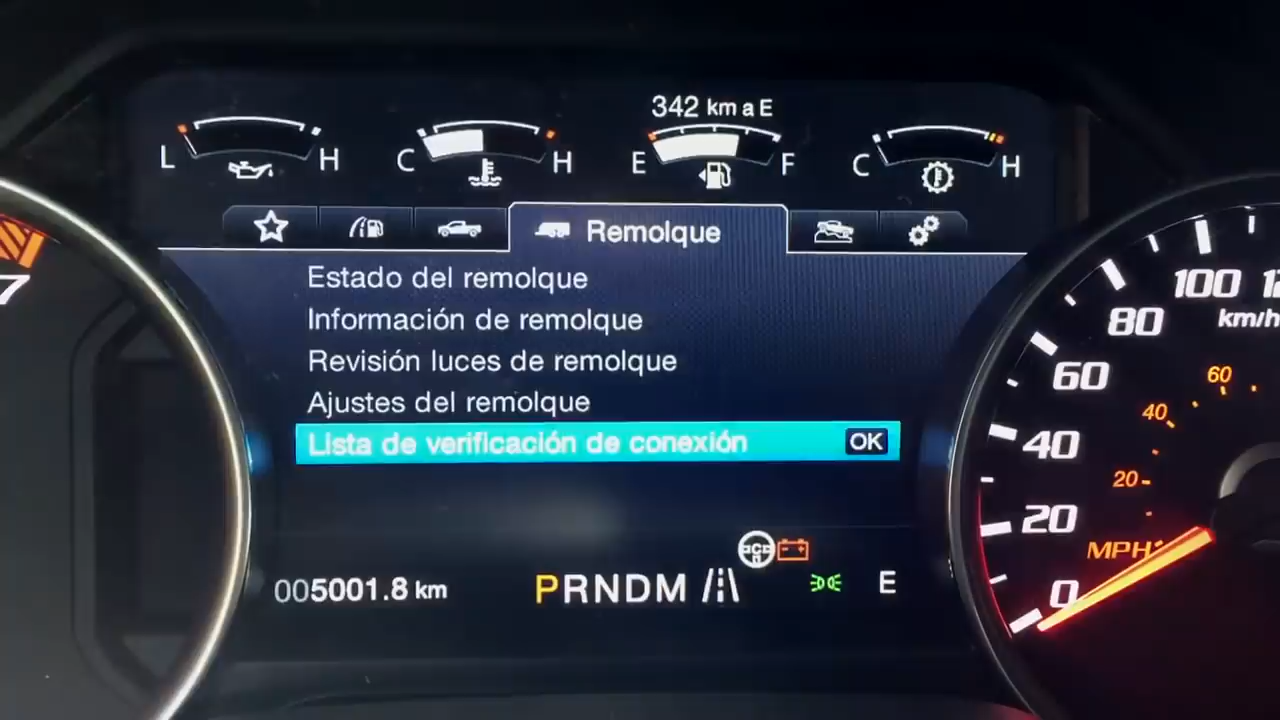 342 km a E
L H C H E F C H
Remolque
Estado del remolque
Información de remolque
Revisión luces de remolque
Ajustes del remolque
Lista de verificación de conexión OK
005001.8 km
PRNDM
E
7
100
80
km/h
60
60
40
40
20
20
MPH
0